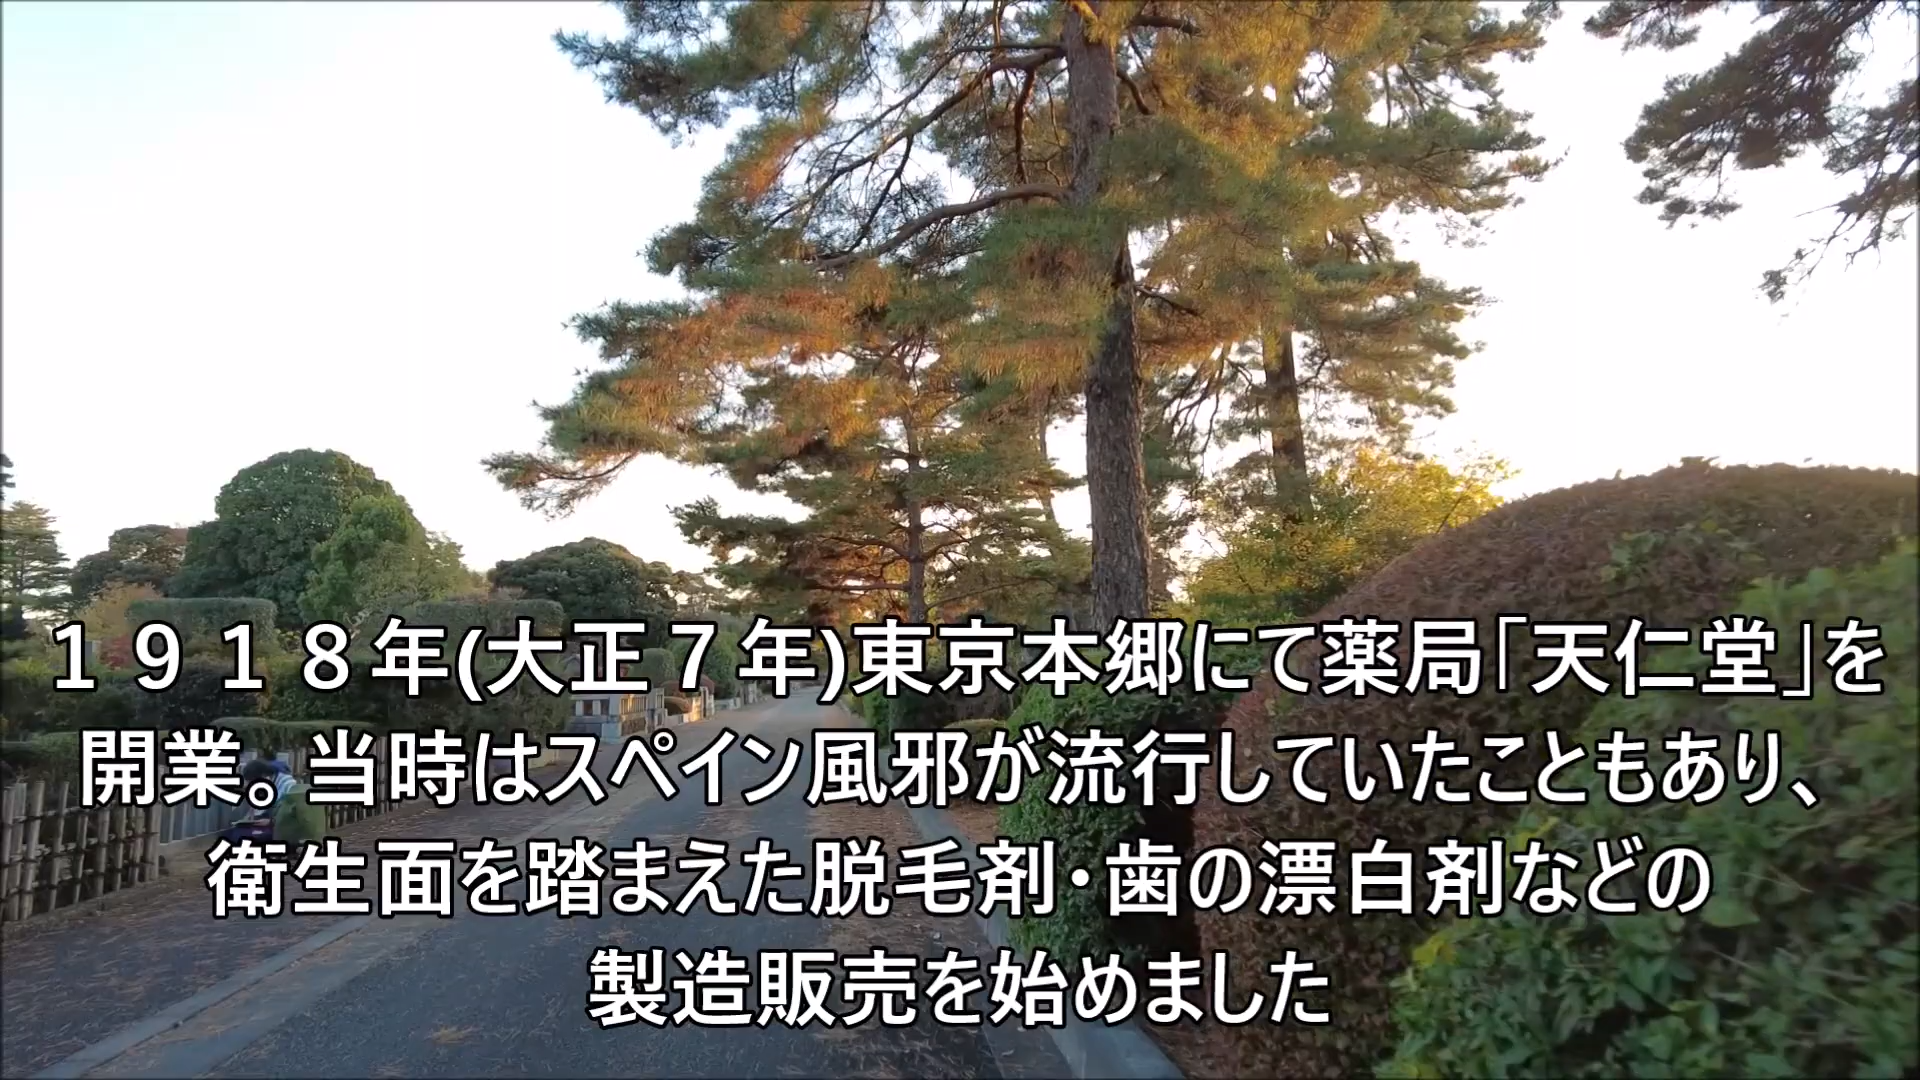 １９１８年(大正７年)東京本郷にて薬局｢天仁堂｣を
開業。当時はスペイン風邪が流行していたこともあり、
衛生面を踏まえた脱毛剤・歯の漂白剤などの
製造販売を始めました